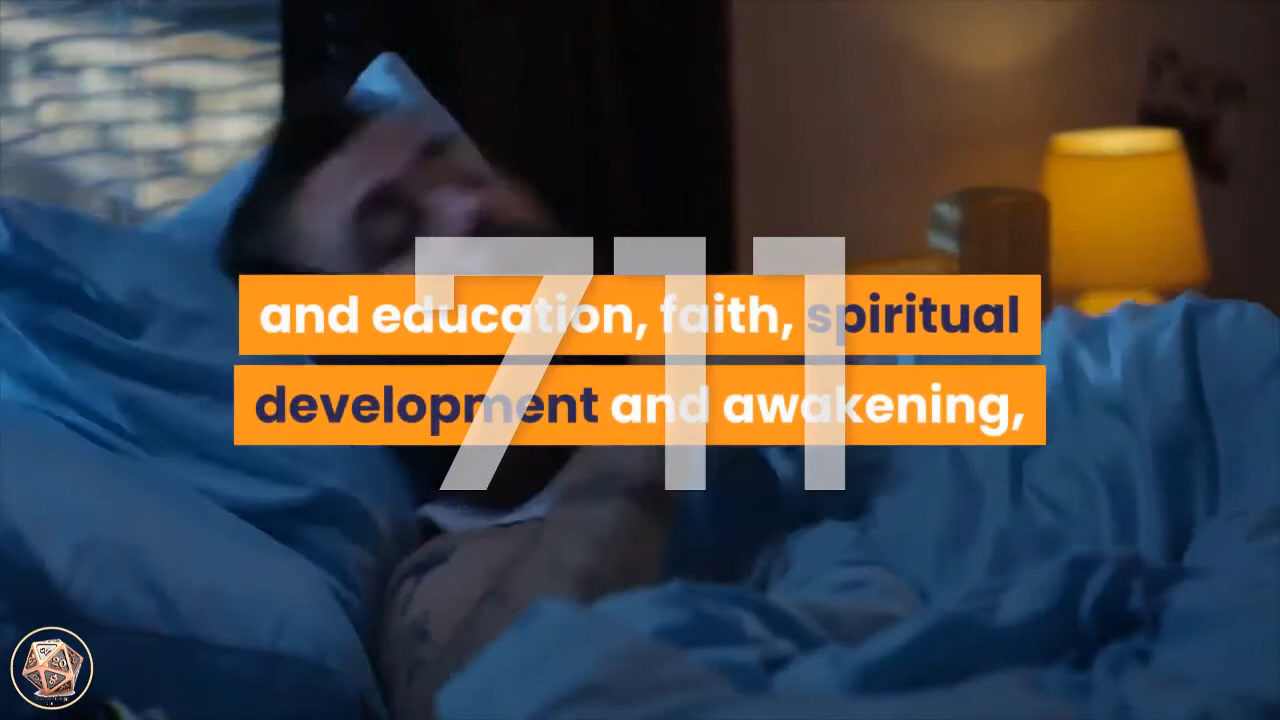 and education, faith, spiritual
development and awakening,
711